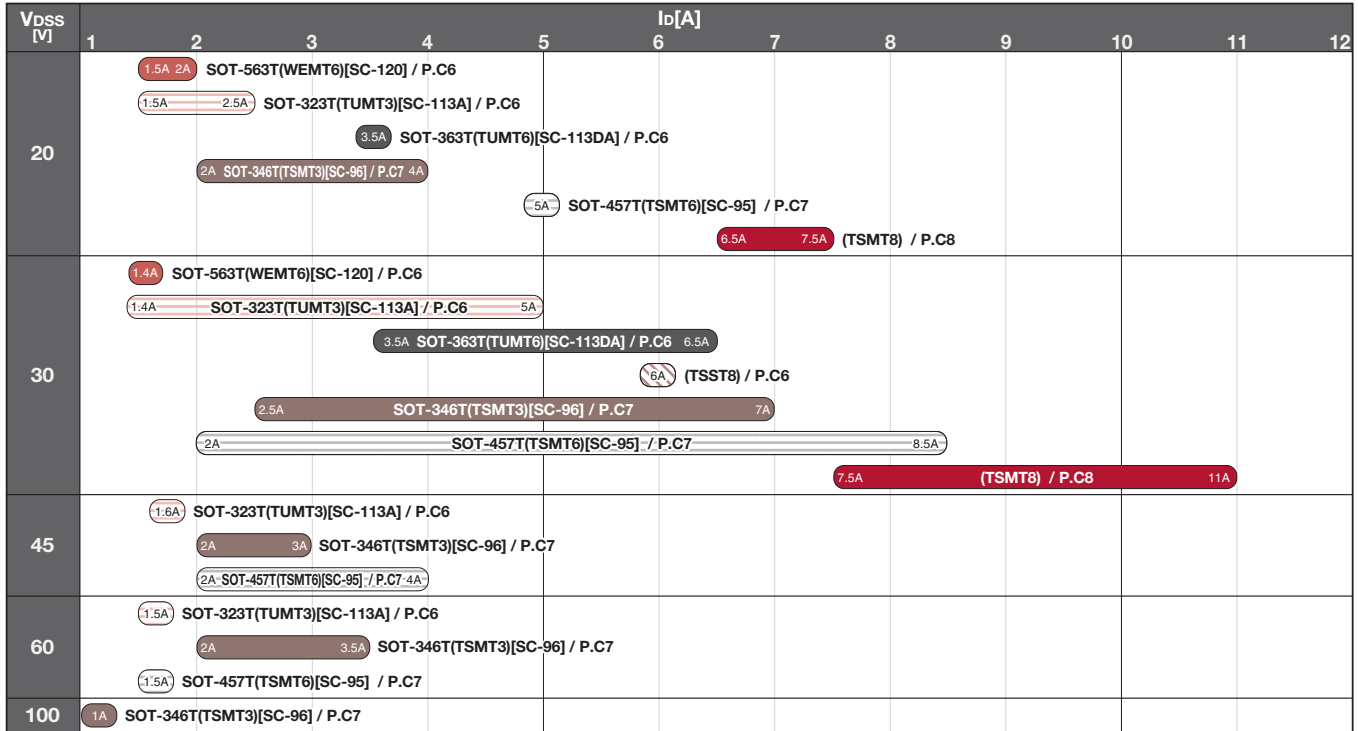 VDSS
[V]
ID[A]
1 2 3 4 5 6 7 8 9 10 11 12
20
1.5A 2A SOT-563T(WEMT6)[SC-120] / P.C6
1.5A 2.5A SOT-323T(TUMT3)[SC-113A] / P.C6
3.5A SOT-363T(TUMT6)[SC-113DA] / P.C6
2A SOT-346T(TSMT3)[SC-96] / P.C7 4A
5A SOT-457T(TSMT6)[SC-95] / P.C7
6.5A 7.5A (TSMT8) / P.C8
30
1.4A SOT-563T(WEMT6)[SC-120] / P.C6
1.4A SOT-323T(TUMT3)[SC-113A] / P.C6 5A
3.5A SOT-363T(TUMT6)[SC-113DA] / P.C6 6.5A
6A (TSST8) / P.C6
2.5A SOT-346T(TSMT3)[SC-96] / P.C7 7A
2A SOT-457T(TSMT6)[SC-95] / P.C7 8.5A
7.5A (TSMT8) / P.C8 11A
45
1.6A SOT-323T(TUMT3)[SC-113A] / P.C6
2A 3A SOT-346T(TSMT3)[SC-96] / P.C7
2A SOT-457T(TSMT6)[SC-95] / P.C7 4A
60
1.5A SOT-323T(TUMT3)[SC-113A] / P.C6
2A 3.5A SOT-346T(TSMT3)[SC-96] / P.C7
1.5A SOT-457T(TSMT6)[SC-95] / P.C7
100
1A SOT-346T(TSMT3)[SC-96] / P.C7